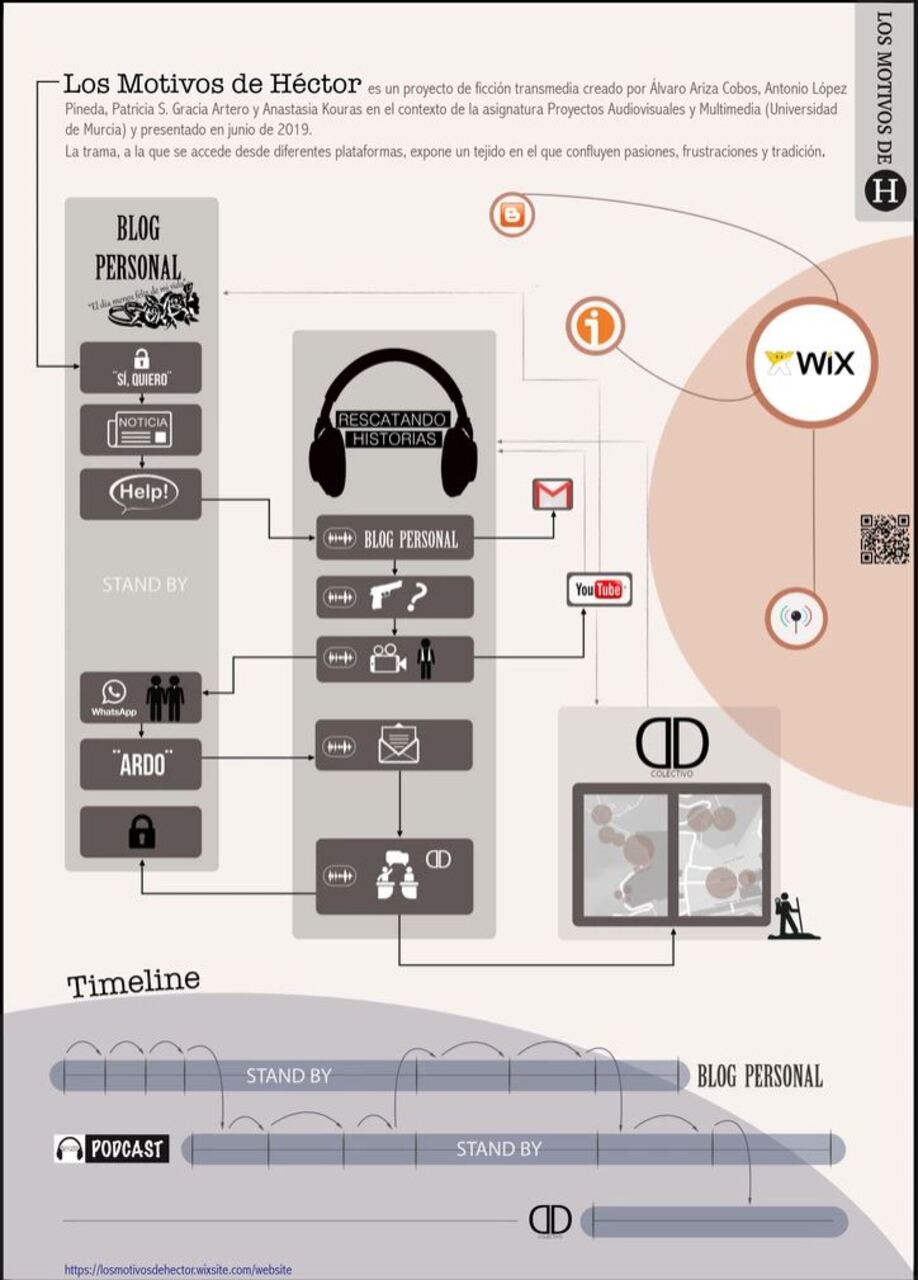 LOS MOTIVOS DE
H
Los Motivos de Héctor es un proyecto de ficción transmedia creado por Álvaro Ariza Cobos, Antonio López
Pineda, Patricia S. Gracia Artero y Anastasia Kouras en el contexto de la asignatura Proyectos Audiovisuales y Multimedia (Universidad
de Murcia) y presentado en junio de 2019.
La trama, a la que se accede desde diferentes plataformas, expone un tejido en el que confluyen pasiones, frustraciones y tradición.
BLOG
PERSONAL
"El día menos feliz de mi vida"
"SÍ, QUIERO"
NOTICIA
Help!
STAND BY
WhatsApp
"ARDO"
RESCATANDO
HISTORIAS
BLOG PERSONAL
?
You Tube
WiX
COLECTIVO
Timeline
STAND BY
BLOG PERSONAL
PODCAST
STAND BY
https://losmotivosdehector.wixsite.com/website